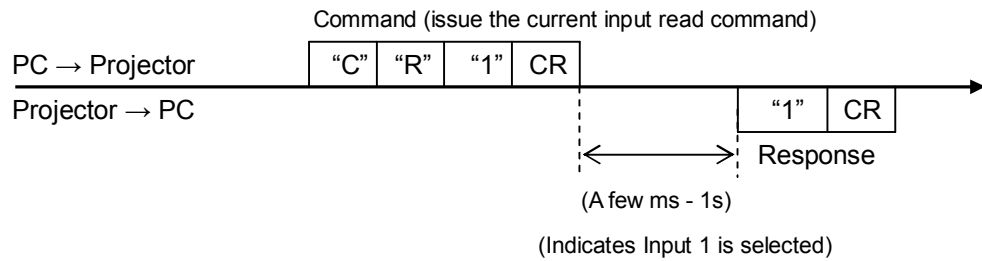 Command (issue the current input read command)
PC → Projector “C” “R” “1” CR
Projector → PC “1” CR
Response
(A few ms - 1s)
(Indicates Input 1 is selected)